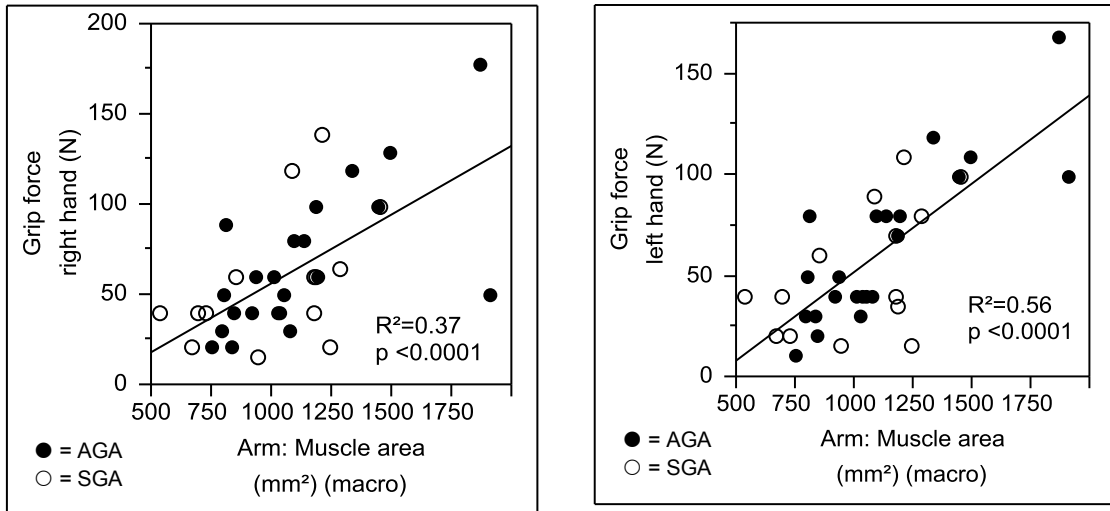 200
150
100
50
0
Grip force
right hand (N)
R²=0.37
p <0.0001
500 750 1000 1250 1500 1750
● = AGA
○ = SGA
Arm: Muscle area
(mm²) (macro)
150
100
50
0
Grip force
left hand (N)
R²=0.56
p <0.0001
500 750 1000 1250 1500 1750
● = AGA
○ = SGA
Arm: Muscle area
(mm²) (macro)